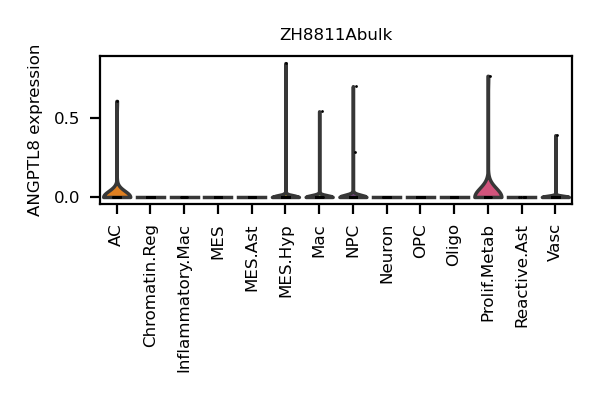 ZH8811Abulk
ANGPTL8 expression
0.5
0.0
AC
Chromatin.Reg
Inflammatory.Mac
MES
MES.Ast
MES.Hyp
Mac
NPC
Neuron
OPC
Oligo
Prolif.Metab
Reactive.Ast
Vasc